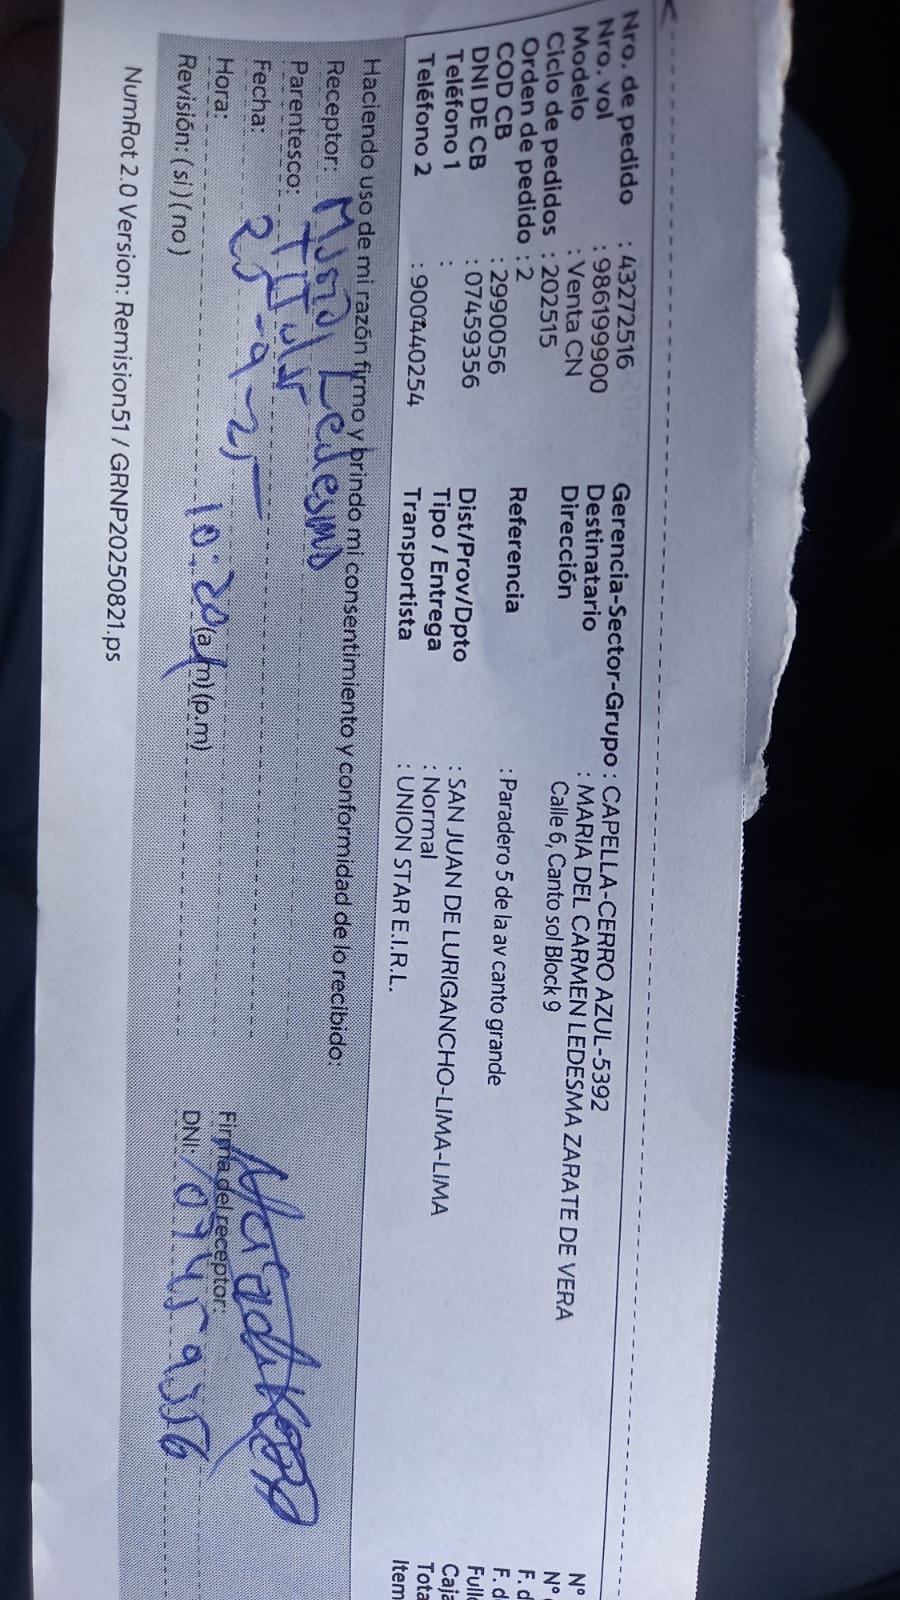 Nro. de pedido : 43272516
Nro. vol : 986199900
Modelo : Venta CN
Ciclo de pedidos : 202515
Orden de pedido : 2
COD CB : 2990056
DNI DE CB : 07459356
Teléfono 1 :
Teléfono 2 : 900440254
Gerencia-Sector-Grupo : CAPELLA-CERRO AZUL-5392
Destinatario : MARIA DEL CARMEN LEDESMA ZARATE DE VERA
Dirección Calle 6, Canto sol Block 9
Referencia : Paradero 5 de la av canto grande
Dist/Prov/Dpto : SAN JUAN DE LURIGANCHO-LIMA-LIMA
Tipo / Entrega : Normal
Transportista : UNION STAR E.I.R.L.
N°
N°
F. d
F. d
Fulle
Caja
Tota
Item
Haciendo uso de mi razón firmo y brindo mi consentimiento y conformidad de lo recibido:
Receptor: Ledesma
Parentesco: Titular
Fecha: 25-9-25
Hora: 10:20 (a.m) (p.m)
Revisión: (si) (no)
Firma del receptor:
DNI: 07459356
NumRot 2.0 Version: Remision51 / GRNP20250821.ps